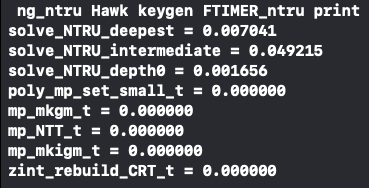 ng_ntru Hawk keygen FTIMER_ntru print
solve_NTRU_deepest = 0.007041
solve_NTRU_intermediate = 0.049215
solve_NTRU_depth0 = 0.001656
poly_mp_set_small_t = 0.000000
mp_mkgm_t = 0.000000
mp_NTT_t = 0.000000
mp_mkigm_t = 0.000000
zint_rebuild_CRT_t = 0.000000